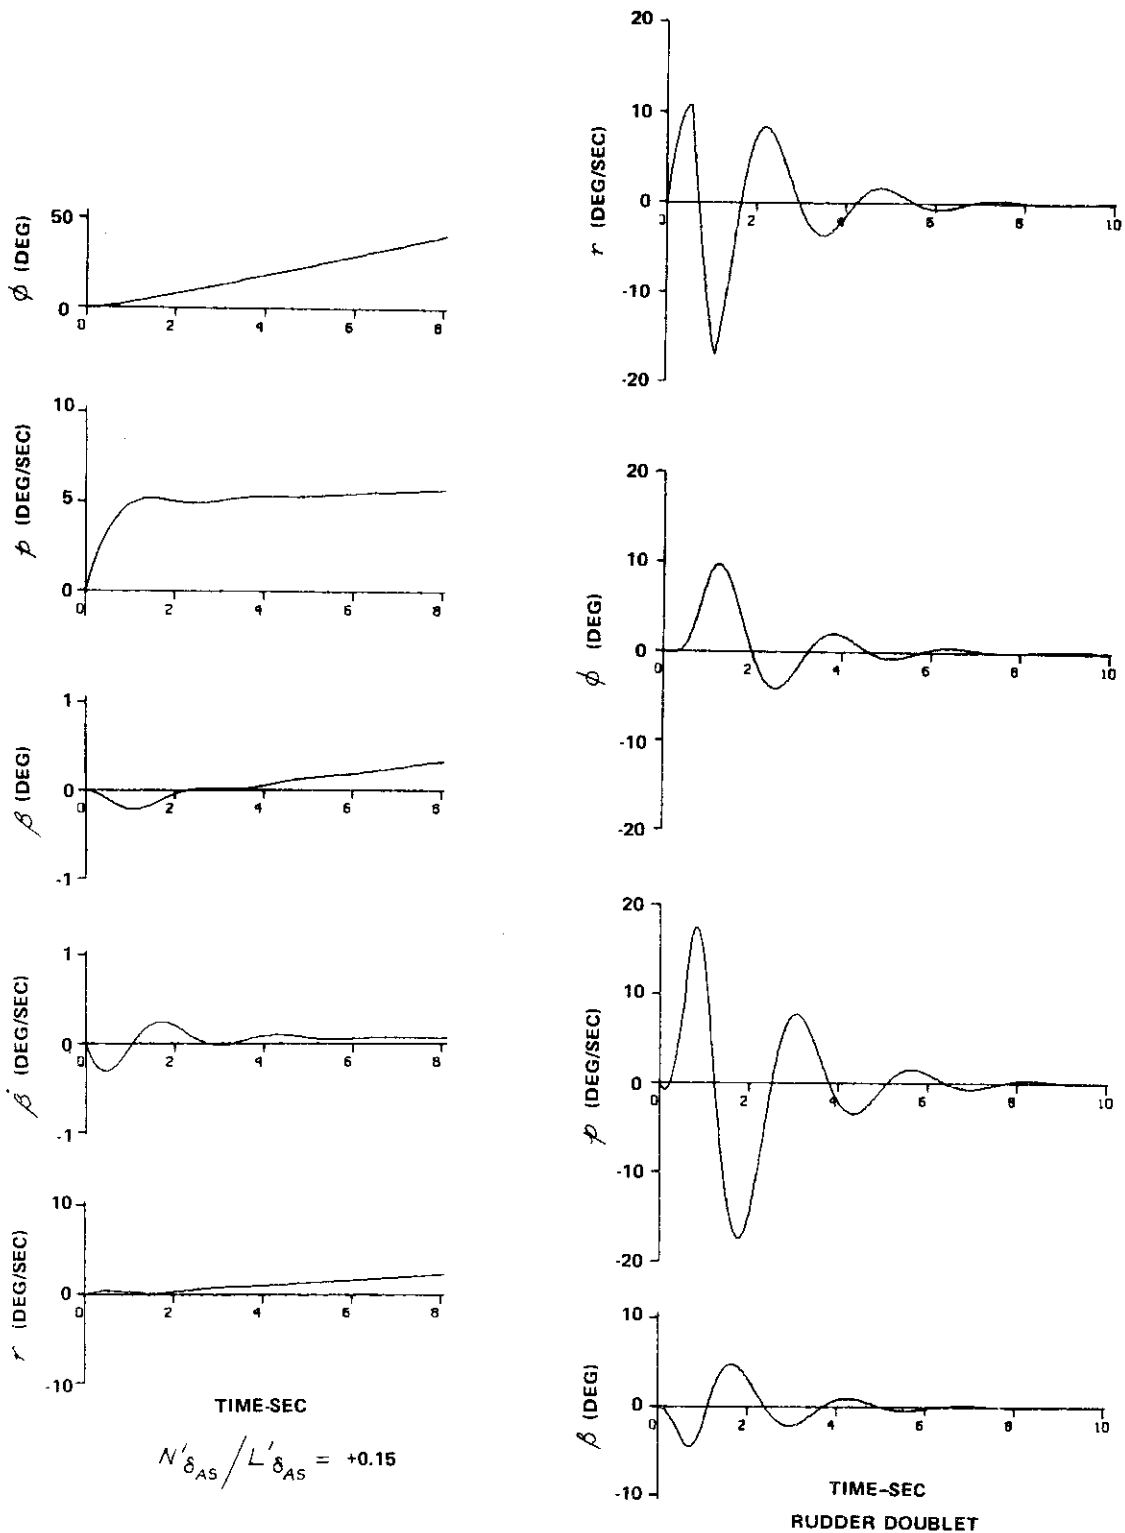 ϕ (DEG)
50
0
0 2 4 6 8
p (DEG/SEC)
10
5
0
0 2 4 6 8
β (DEG)
1
0
-1
0 2 4 6 8
β̇ (DEG/SEC)
1
0
-1
0 2 4 6 8
r (DEG/SEC)
10
0
-10
0 2 4 6 8
TIME-SEC
N'δAS / L'δAS = +0.15
r (DEG/SEC)
20
10
0
-10
-20
0 2 4 6 8 10
ϕ (DEG)
20
10
0
-10
-20
0 2 4 6 8 10
p (DEG/SEC)
20
10
0
-10
-20
0 2 4 6 8 10
β (DEG)
10
0
-10
0 2 4 6 8 10
TIME-SEC
RUDDER DOUBLET